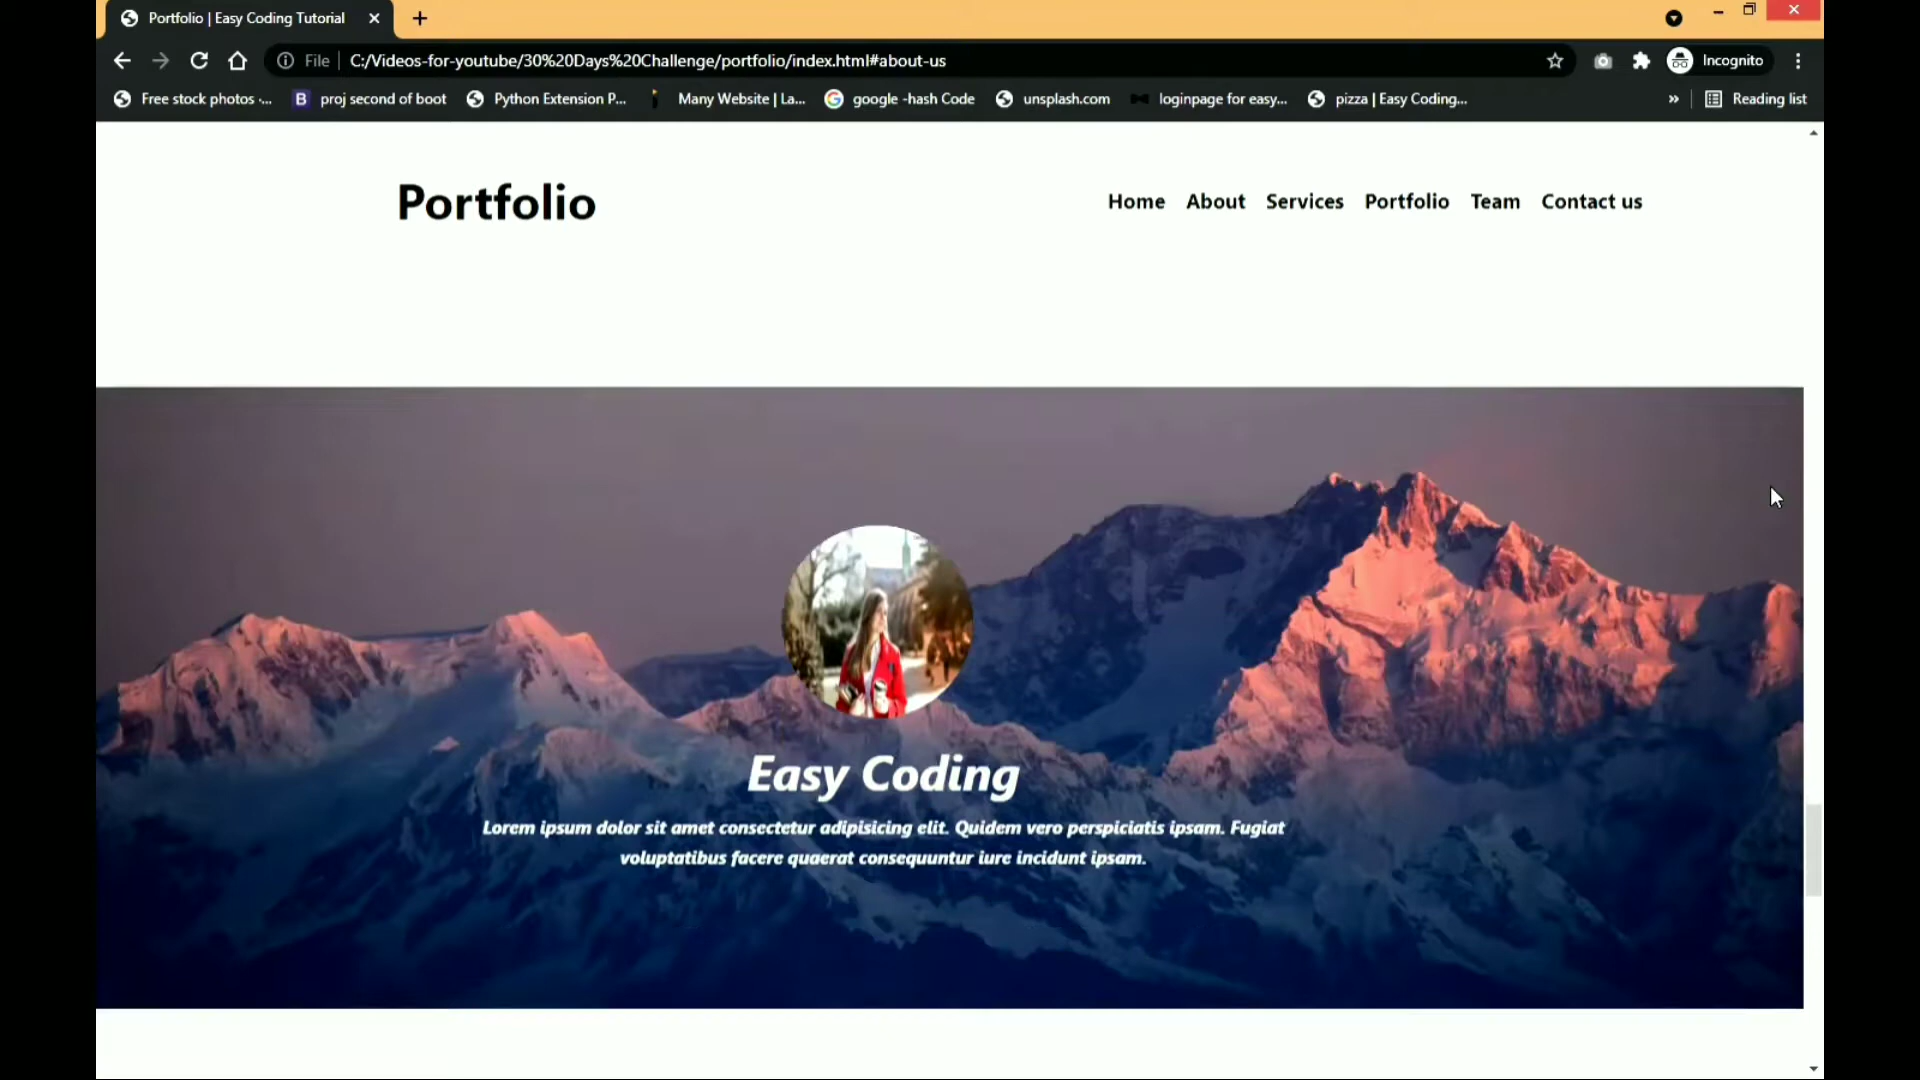 Portfolio | Easy Coding Tutorial
File
C:/Videos-for-youtube/30%20Days%20Challenge/portfolio/index.html#about-us
Incognito
Free stock photos ·...
B
proj second of boot
Python Extension P...
Many Website | La...
G
google -hash Code
unsplash.com
loginpage for easy...
pizza | Easy Coding...
»
Reading list
Portfolio
Home About Services Portfolio Team Contact us
Easy Coding
Lorem ipsum dolor sit amet consectetur adipisicing elit. Quidem vero perspiciatis ipsam. Fugiat
voluptatibus facere quaerat consequuntur iure incidunt ipsam.